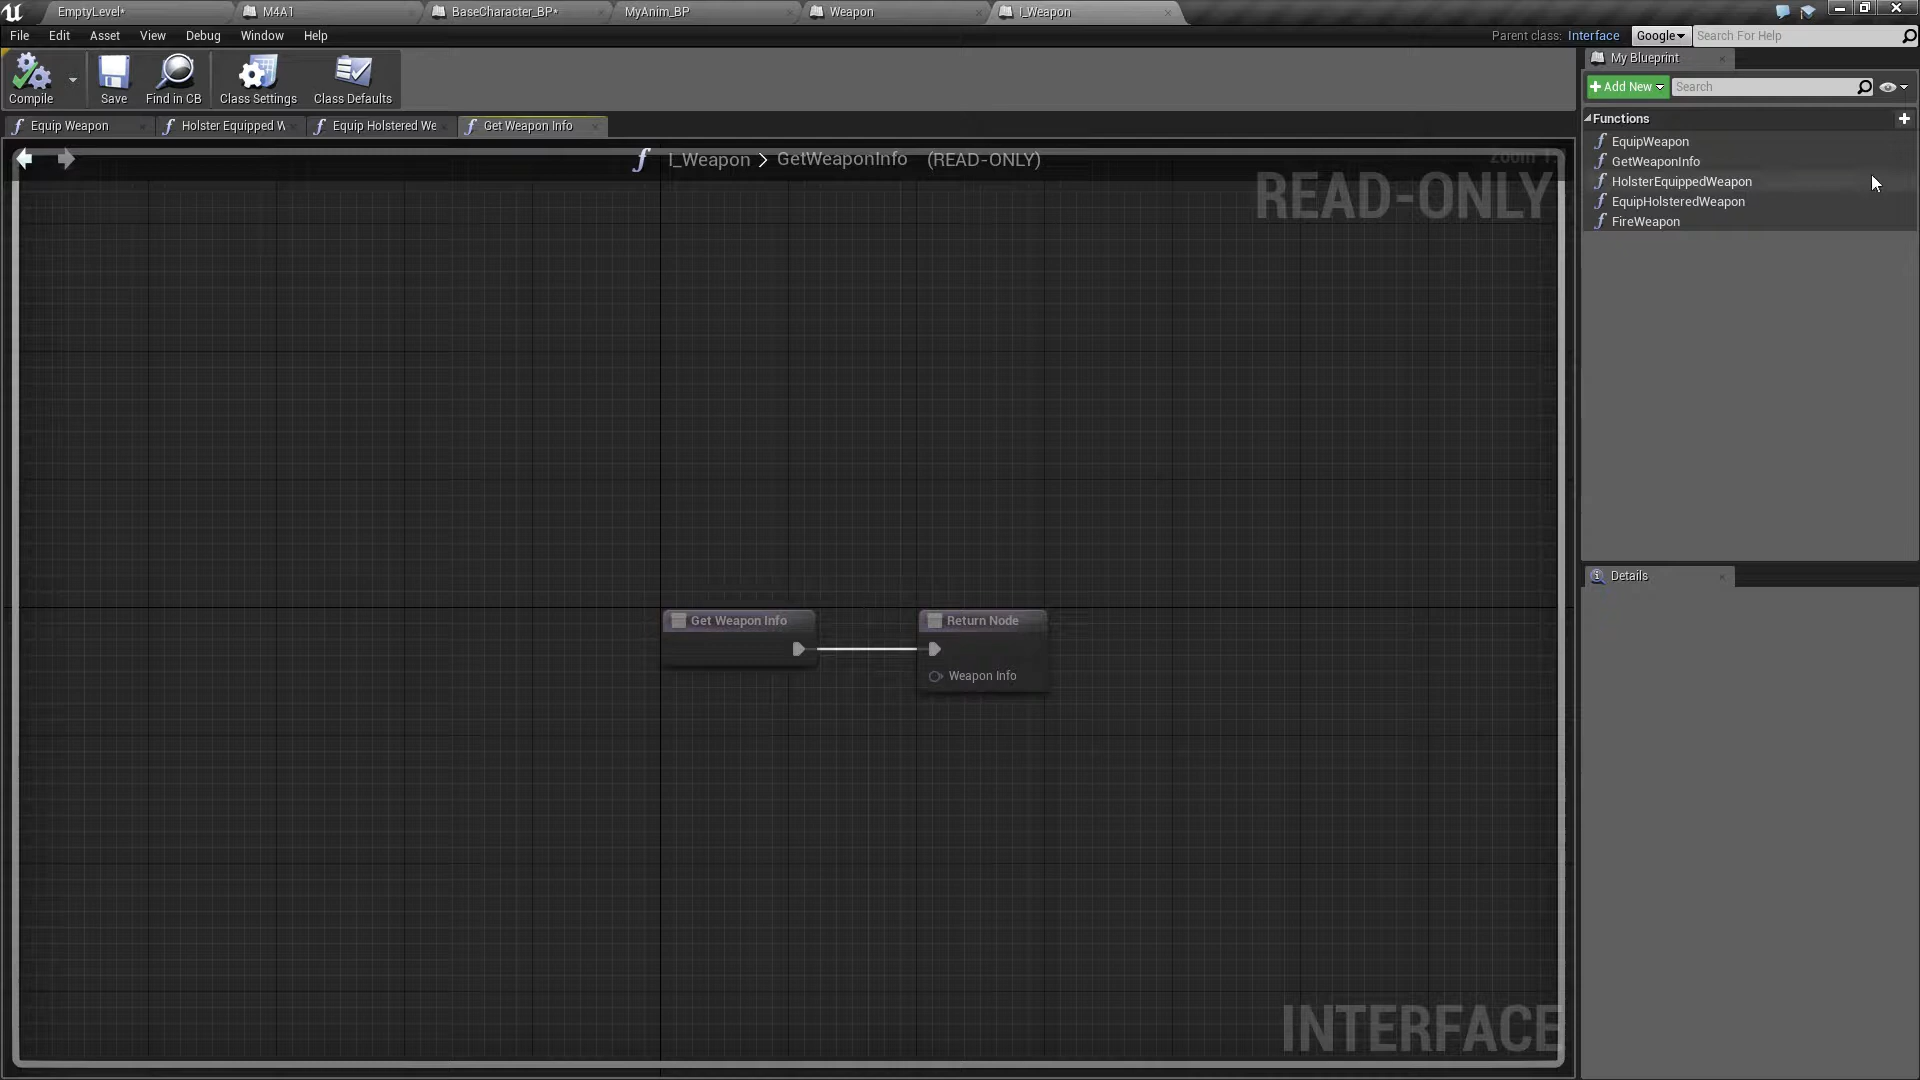 EmptyLevel*
M4A1
BaseCharacter_BP*
MyAnim_BP
Weapon
I_Weapon
File Edit Asset View Debug Window Help
Parent class: Interface
Google
Search For Help
Compile
Save
Find in CB
Class Settings
Class Defaults
My Blueprint
Add New
Search
Equip Weapon
Holster Equipped W
Equip Holstered We
Get Weapon Info
Functions
EquipWeapon
GetWeaponInfo
HolsterEquippedWeapon
EquipHolsteredWeapon
FireWeapon
I_Weapon > GetWeaponInfo (READ-ONLY)
READ-ONLY
Details
Get Weapon Info
Return Node
Weapon Info
INTERFACE